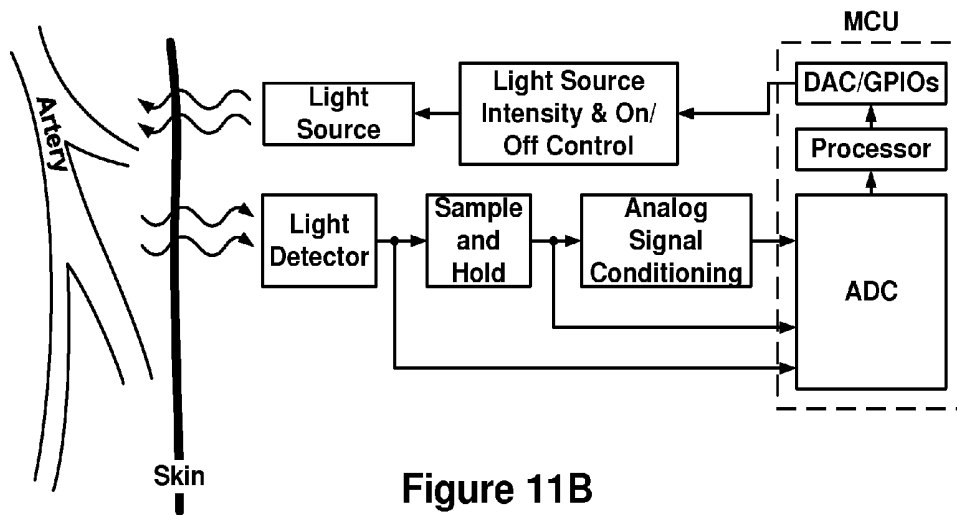 MCU
Light
Source
Light Source
Intensity & On/
Off Control
DAC/GPIOs
Processor
Artery
Light
Detector
Sample
and
Hold
Analog
Signal
Conditioning
ADC
Skin
Figure 11B